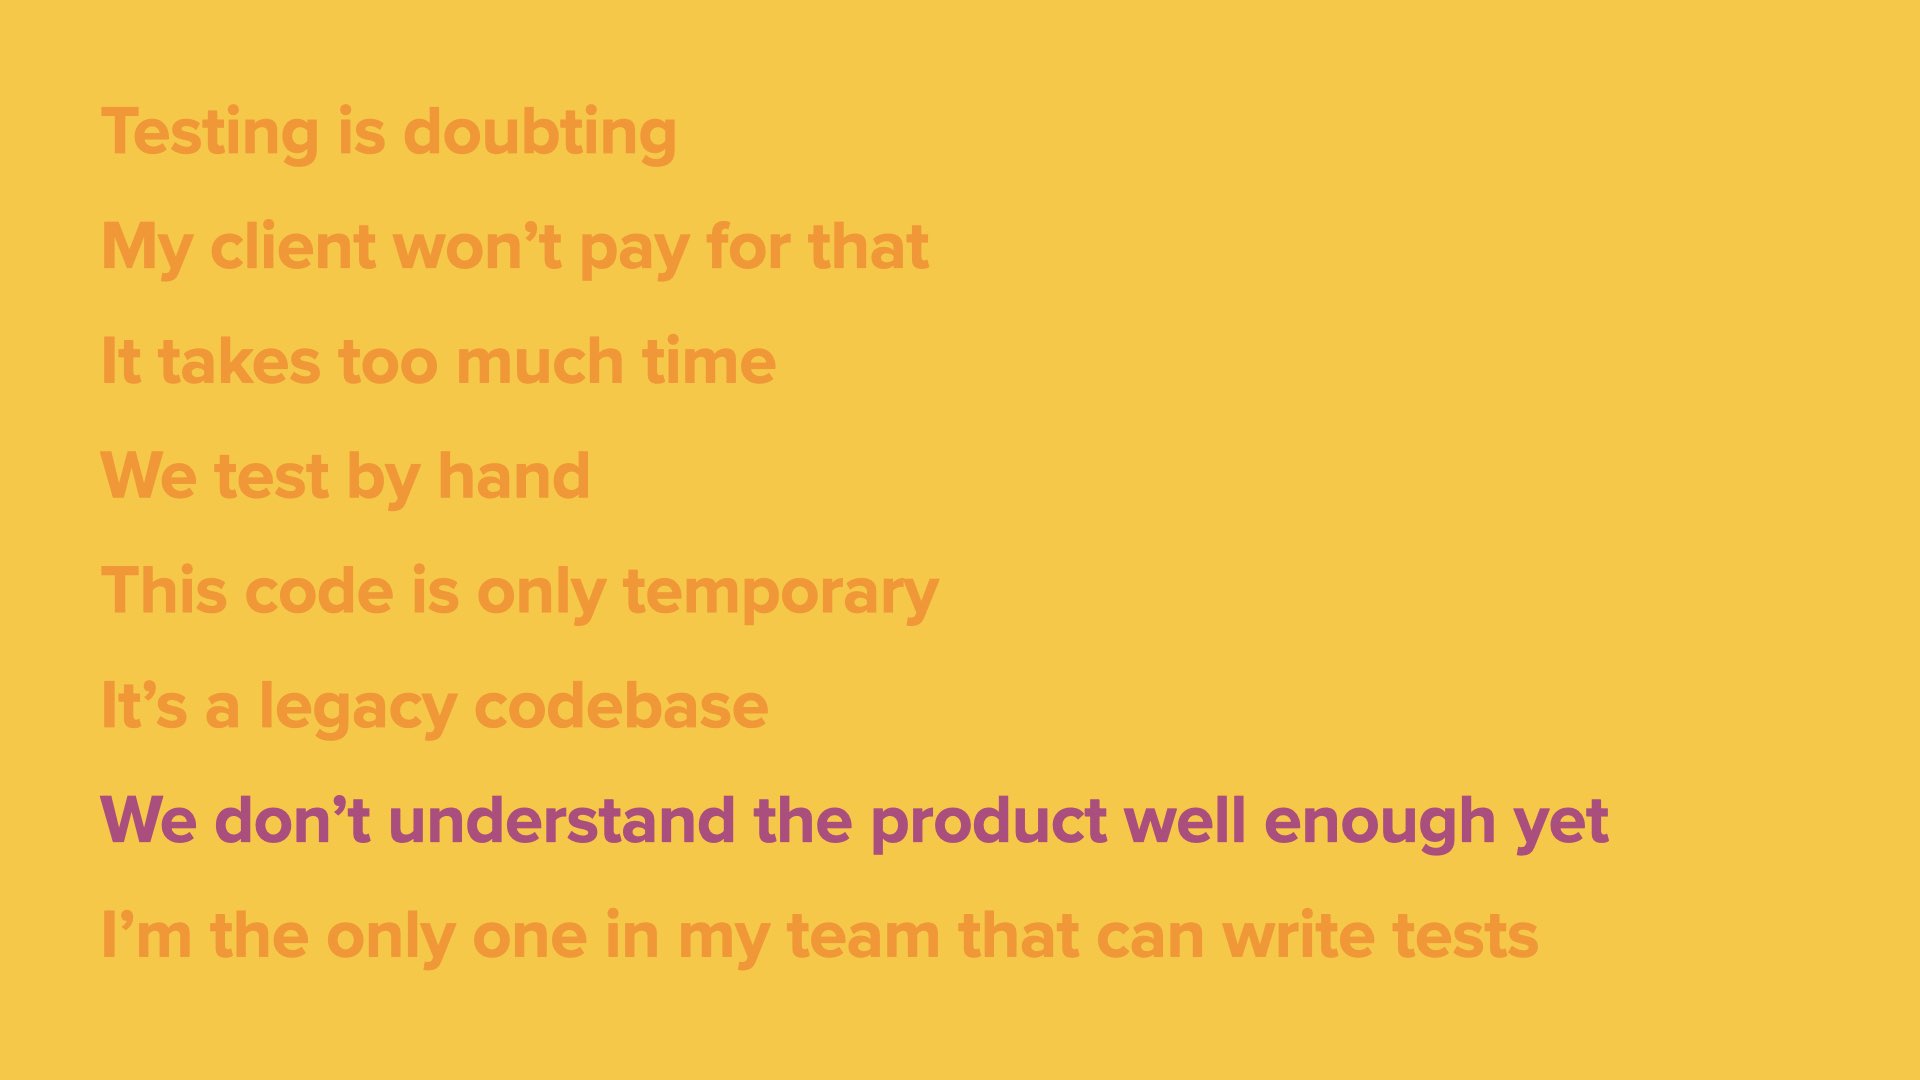 Testing is doubting
My client won’t pay for that
It takes too much time
We test by hand
This code is only temporary
It’s a legacy codebase
We don’t understand the product well enough yet
I’m the only one in my team that can write tests